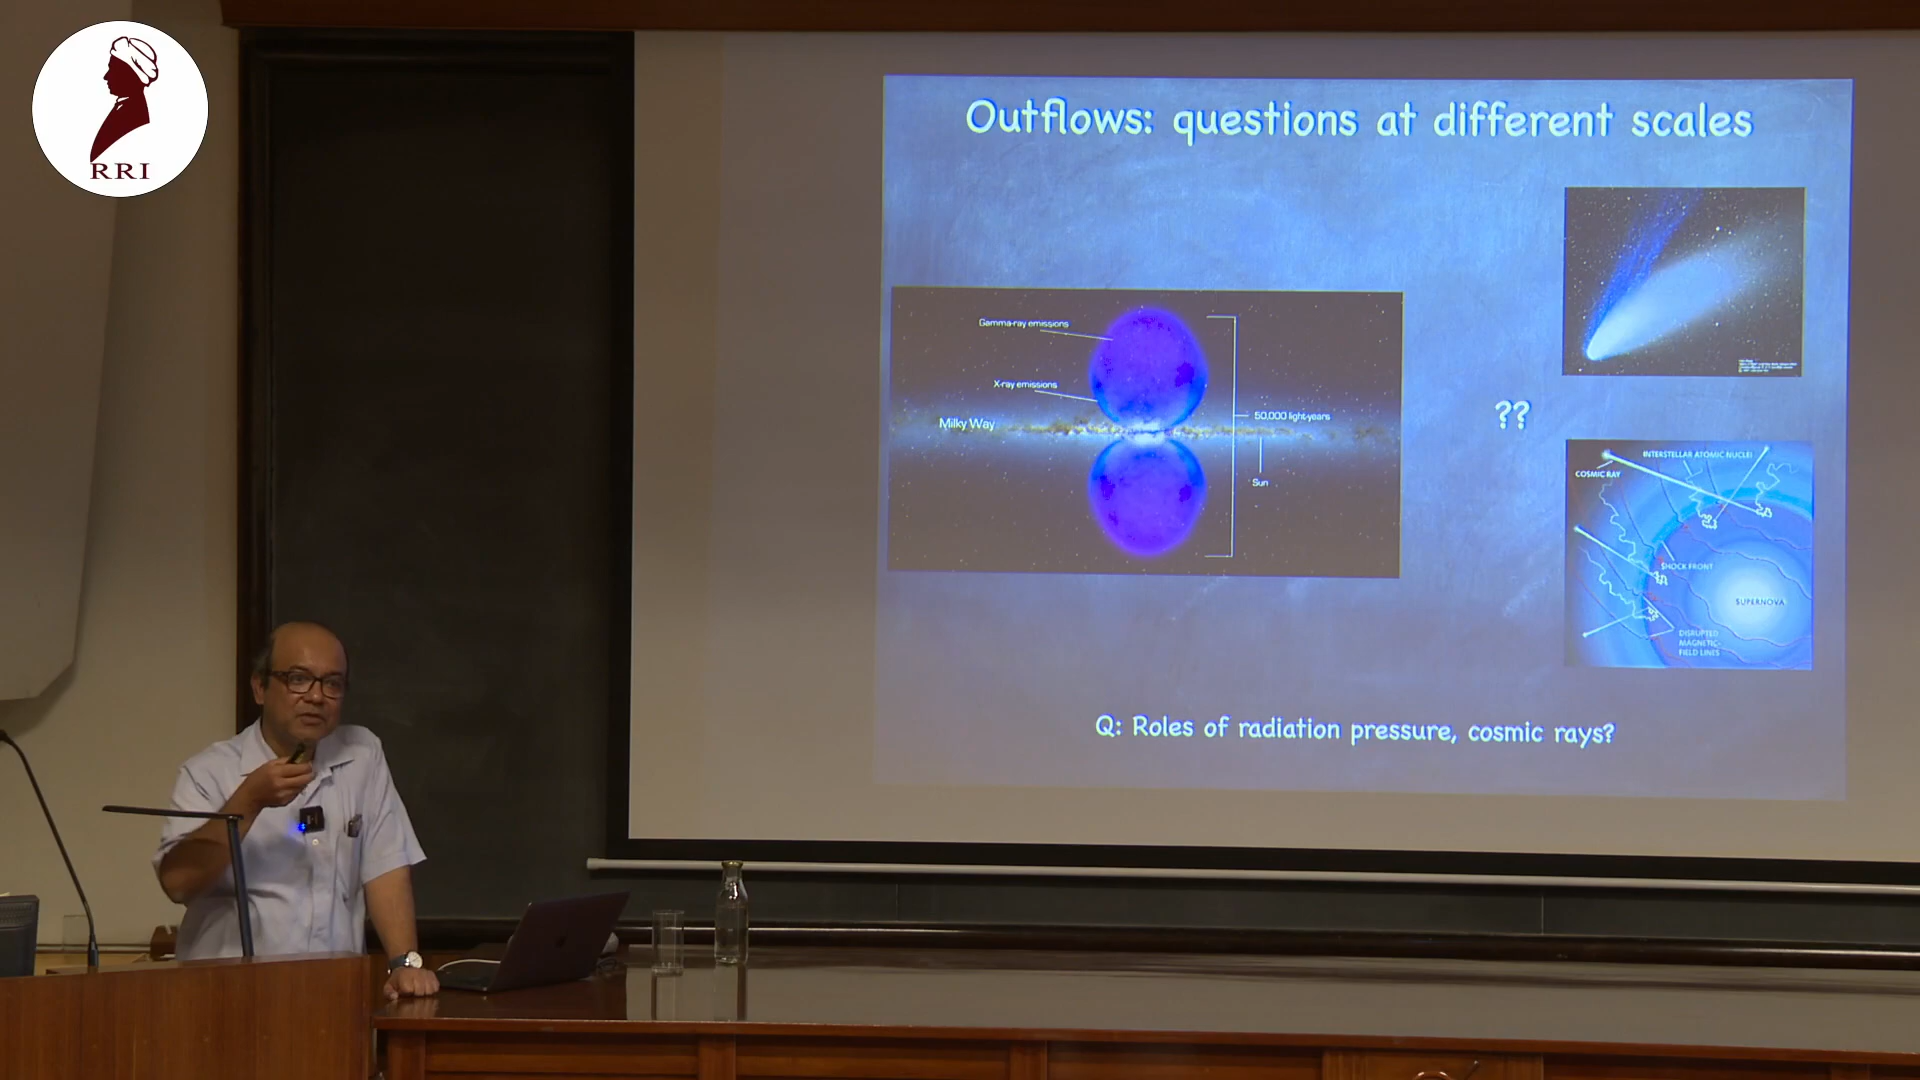 RRI
Outflows: questions at different scales
Gamma-ray emissions
X-ray emissions
Milky Way
50,000 light-years
Sun
??
COSMIC RAY
INTERSTELLAR ATOMIC NUCLEI
SHOCK FRONT
SUPERNOVA
DISRUPTED
MAGNETIC-
FIELD LINES
Q: Roles of radiation pressure, cosmic rays?